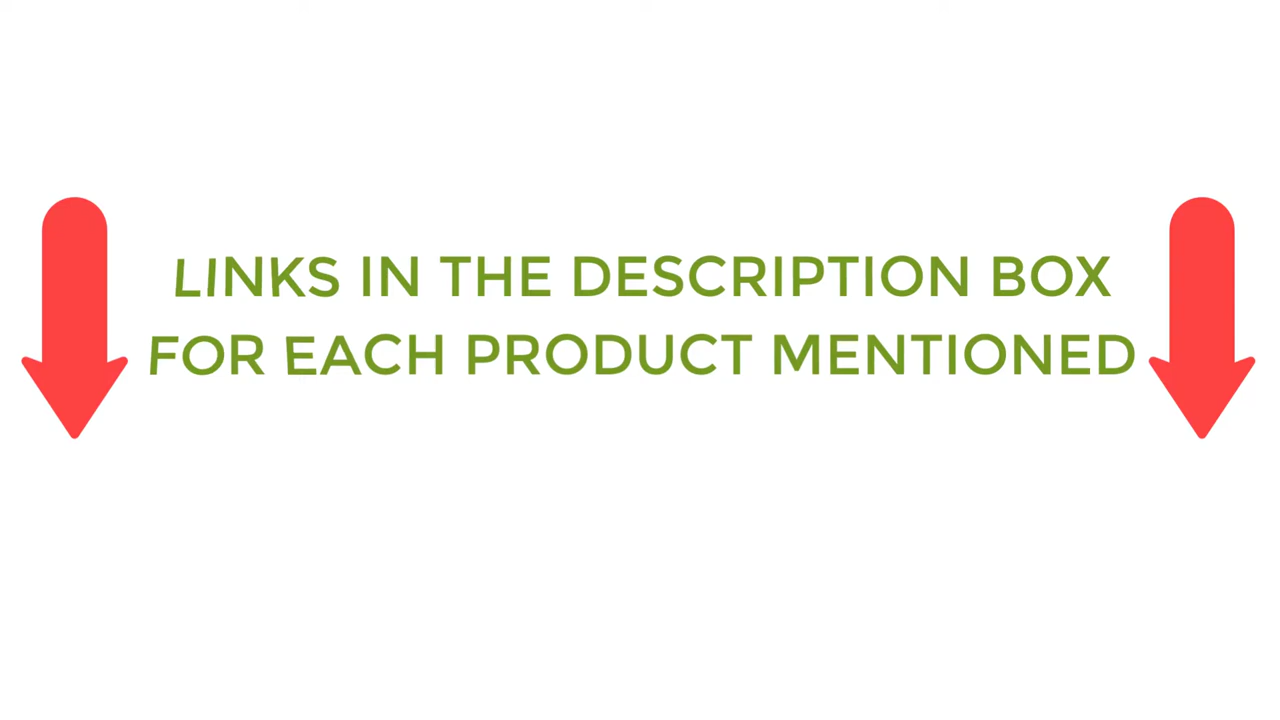 LINKS IN THE DESCRIPTION BOX
FOR EACH PRODUCT MENTIONED